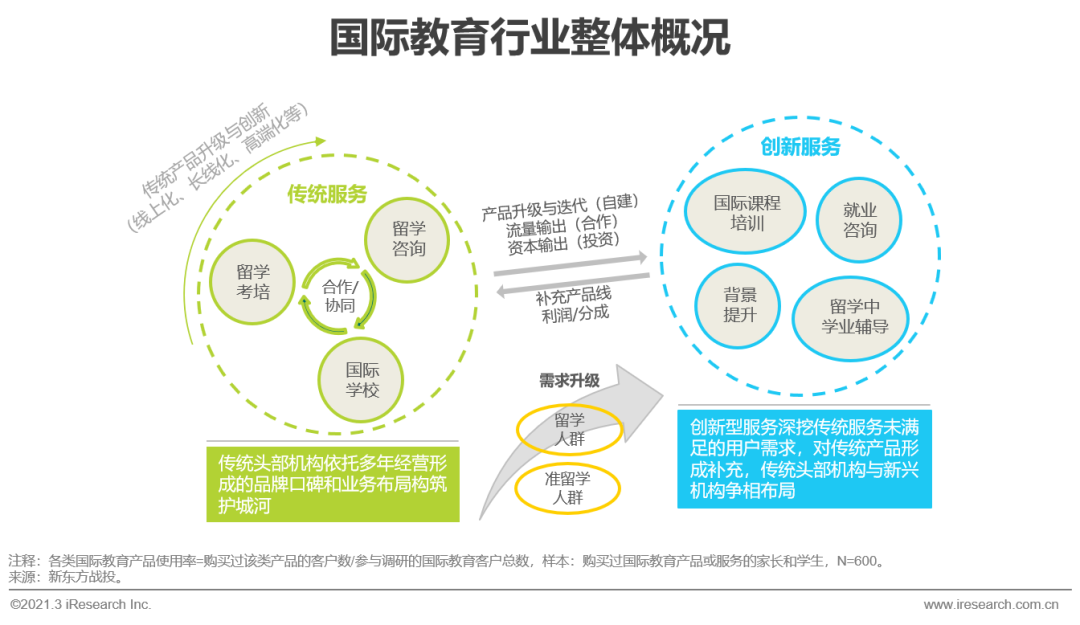 国际教育行业整体概况
传统产品升级与创新
（线上化、长线化、高端化等）
传统服务
留学
咨询
留学
考培
合作/
协同
国际
学校
传统头部机构依托多年经营形
成的品牌口碑和业务布局构筑
护城河
产品升级与迭代（自建）
流量输出（合作）
资本输出（投资）
补充产品线
利润/分成
需求升级
留学
人群
准留学
人群
创新服务
国际课程
培训
就业
咨询
背景
提升
留学中
学业辅导
创新型服务深挖传统服务未满
足的用户需求，对传统产品形
成补充，传统头部机构与新兴
机构争相布局
注释：各类国际教育产品使用率=购买过该类产品的客户数/参与调研的国际教育客户总数，样本：购买过国际教育产品或服务的家长和学生，N=600。
来源：新东方战投。
©2021.3 iResearch Inc.
www.iresearch.com.cn